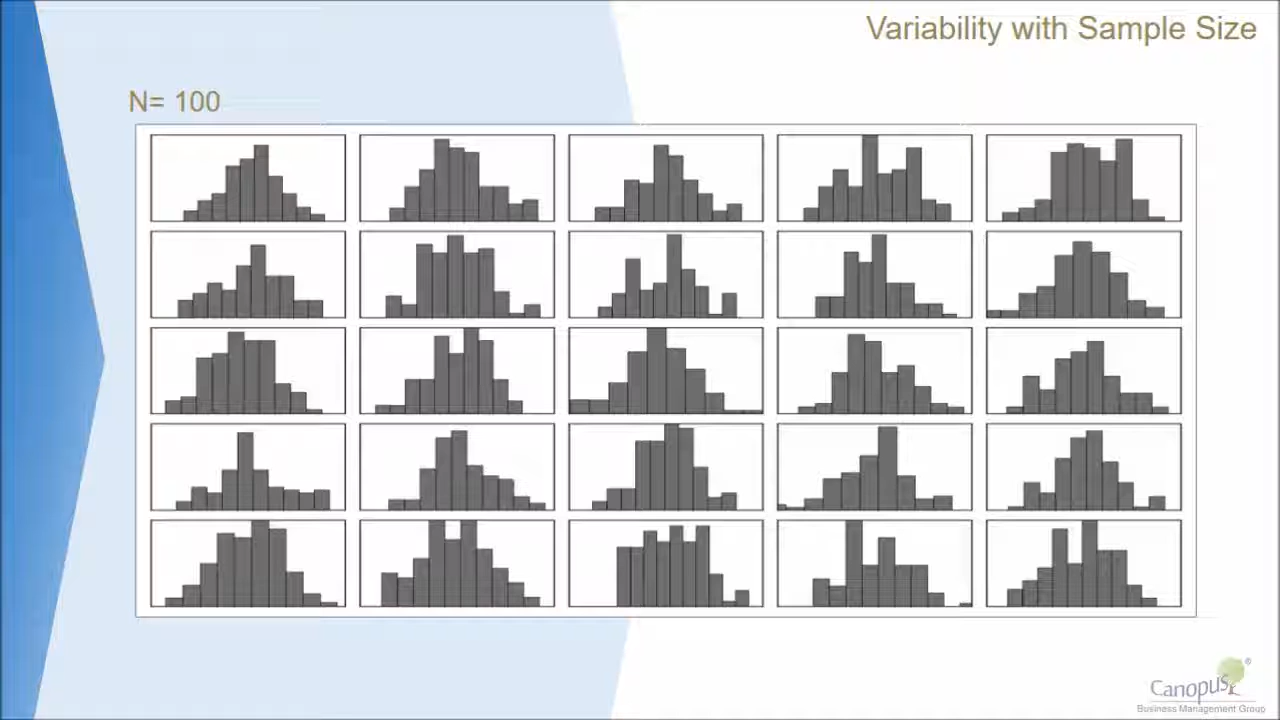 Variability with Sample Size
N= 100
Canopus®
Business Management Group